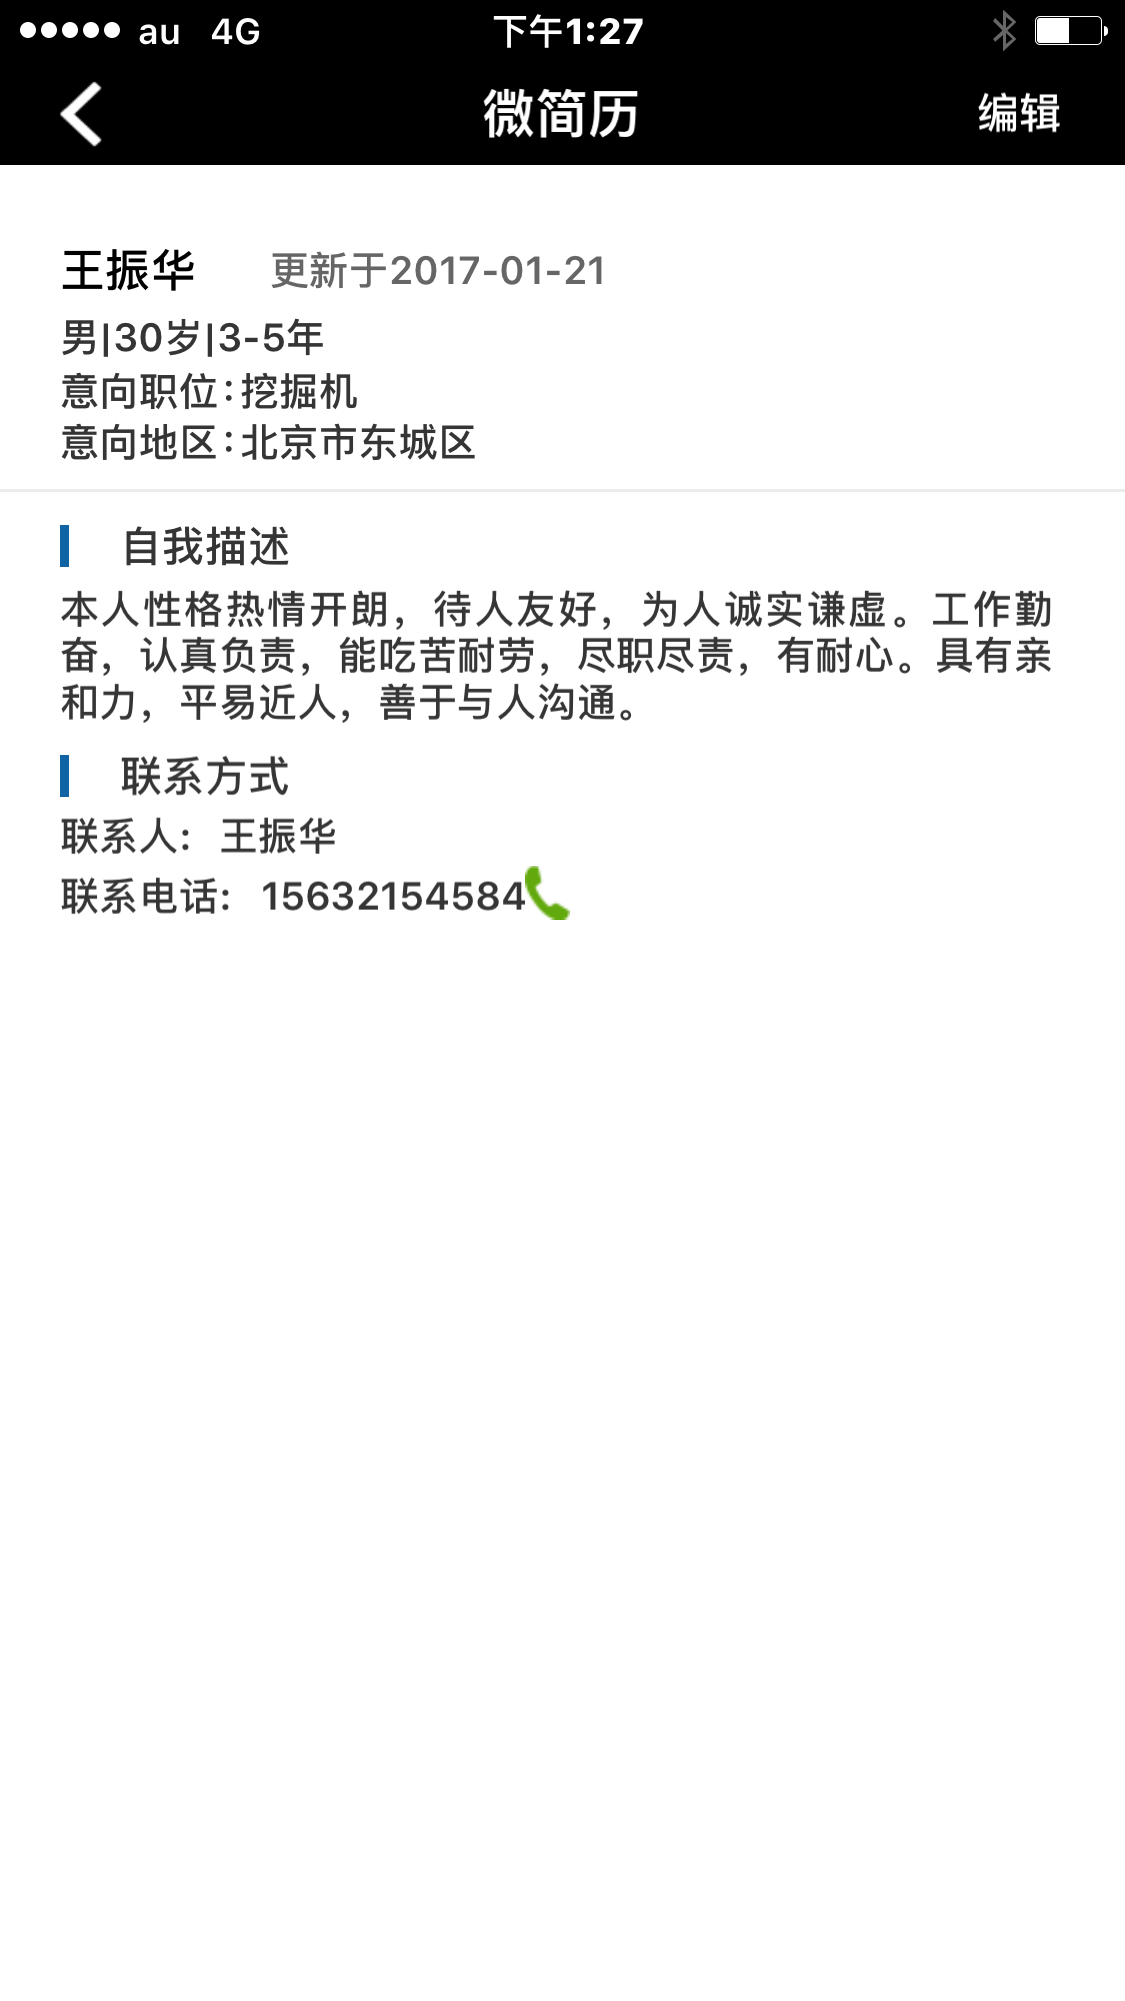 au 4G 下午1:27
微简历 编辑
王振华 更新于2017-01-21
男|30岁|3-5年
意向职位:挖掘机
意向地区:北京市东城区
自我描述
本人性格热情开朗，待人友好，为人诚实谦虚。工作勤
奋，认真负责，能吃苦耐劳，尽职尽责，有耐心。具有亲
和力，平易近人，善于与人沟通。
联系方式
联系人：王振华
联系电话：15632154584